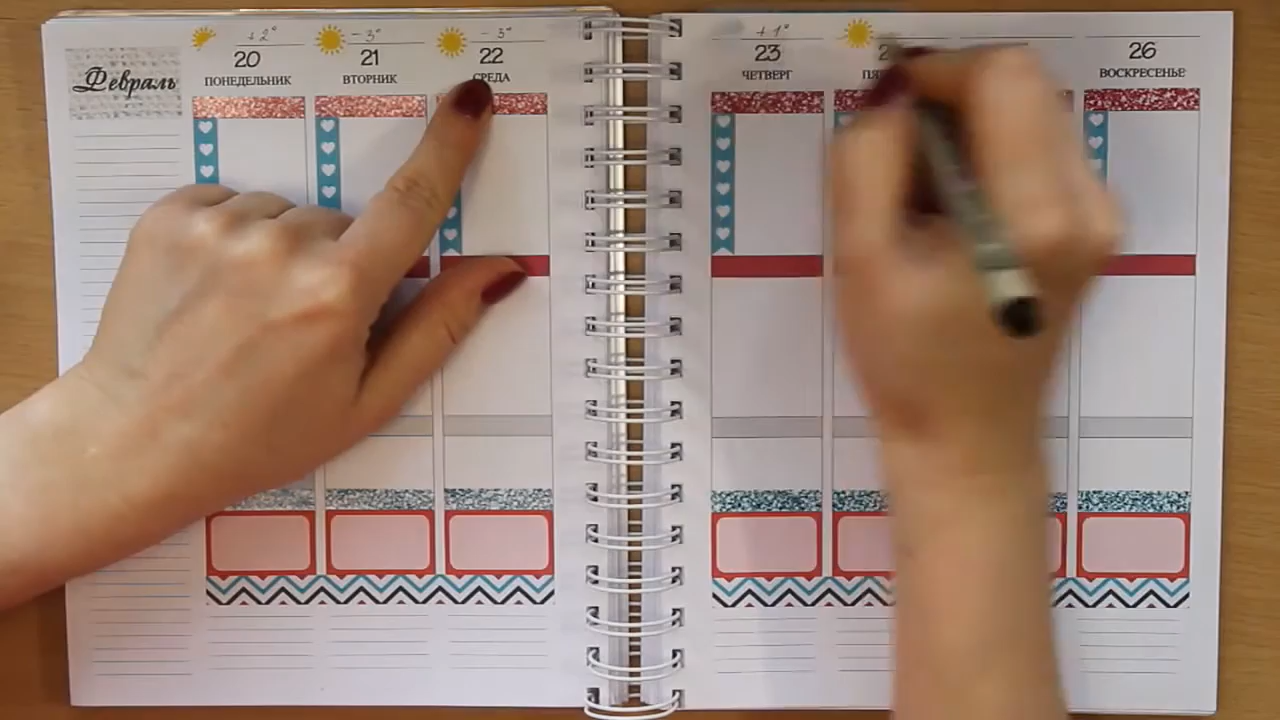 +2°
-3°
-3°
+1°
20
21
22
23
26
Февраль
ПОНЕДЕЛЬНИК
ВТОРНИК
СРЕДА
ЧЕТВЕРГ
ВОСКРЕСЕНЬЕ